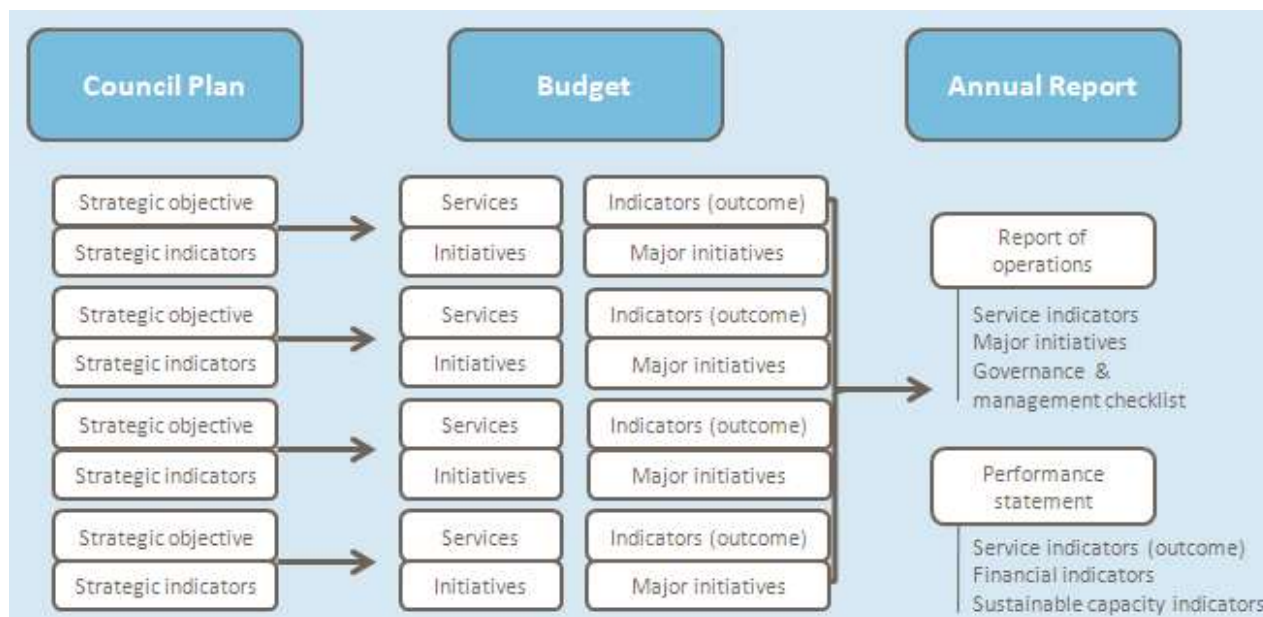 Council Plan
Budget
Annual Report
Strategic objective
Strategic indicators
Services
Initiatives
Indicators (outcome)
Major initiatives
Strategic objective
Strategic indicators
Services
Initiatives
Indicators (outcome)
Major initiatives
Strategic objective
Strategic indicators
Services
Initiatives
Indicators (outcome)
Major initiatives
Strategic objective
Strategic indicators
Services
Initiatives
Indicators (outcome)
Major initiatives
Report of
operations
Service indicators
Major initiatives
Governance &
management checklist
Performance
statement
Service indicators (outcome)
Financial indicators
Sustainable capacity indicators